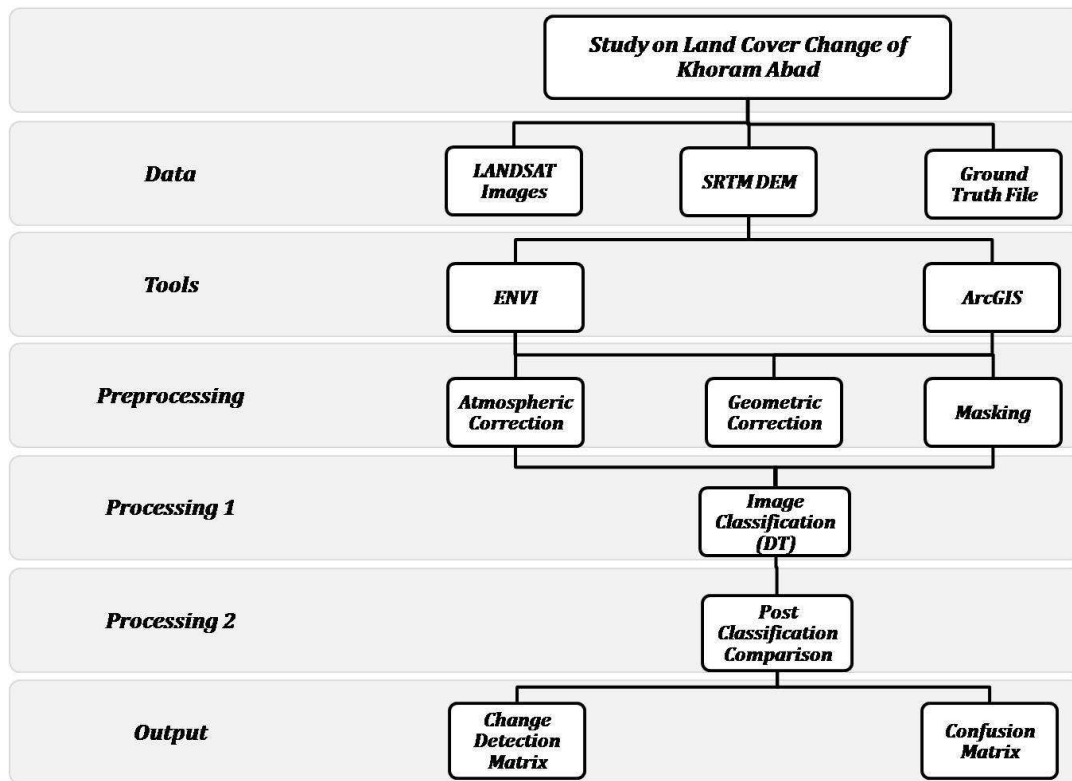 Study on Land Cover Change of
Khoram Abad
Data
LANDSAT
Images
SRTM DEM
Ground
Truth File
Tools
ENVI
ArcGIS
Preprocessing
Atmospheric
Correction
Geometric
Correction
Masking
Processing 1
Image
Classification
(DT)
Processing 2
Post
Classification
Comparison
Output
Change
Detection
Matrix
Confusion
Matrix